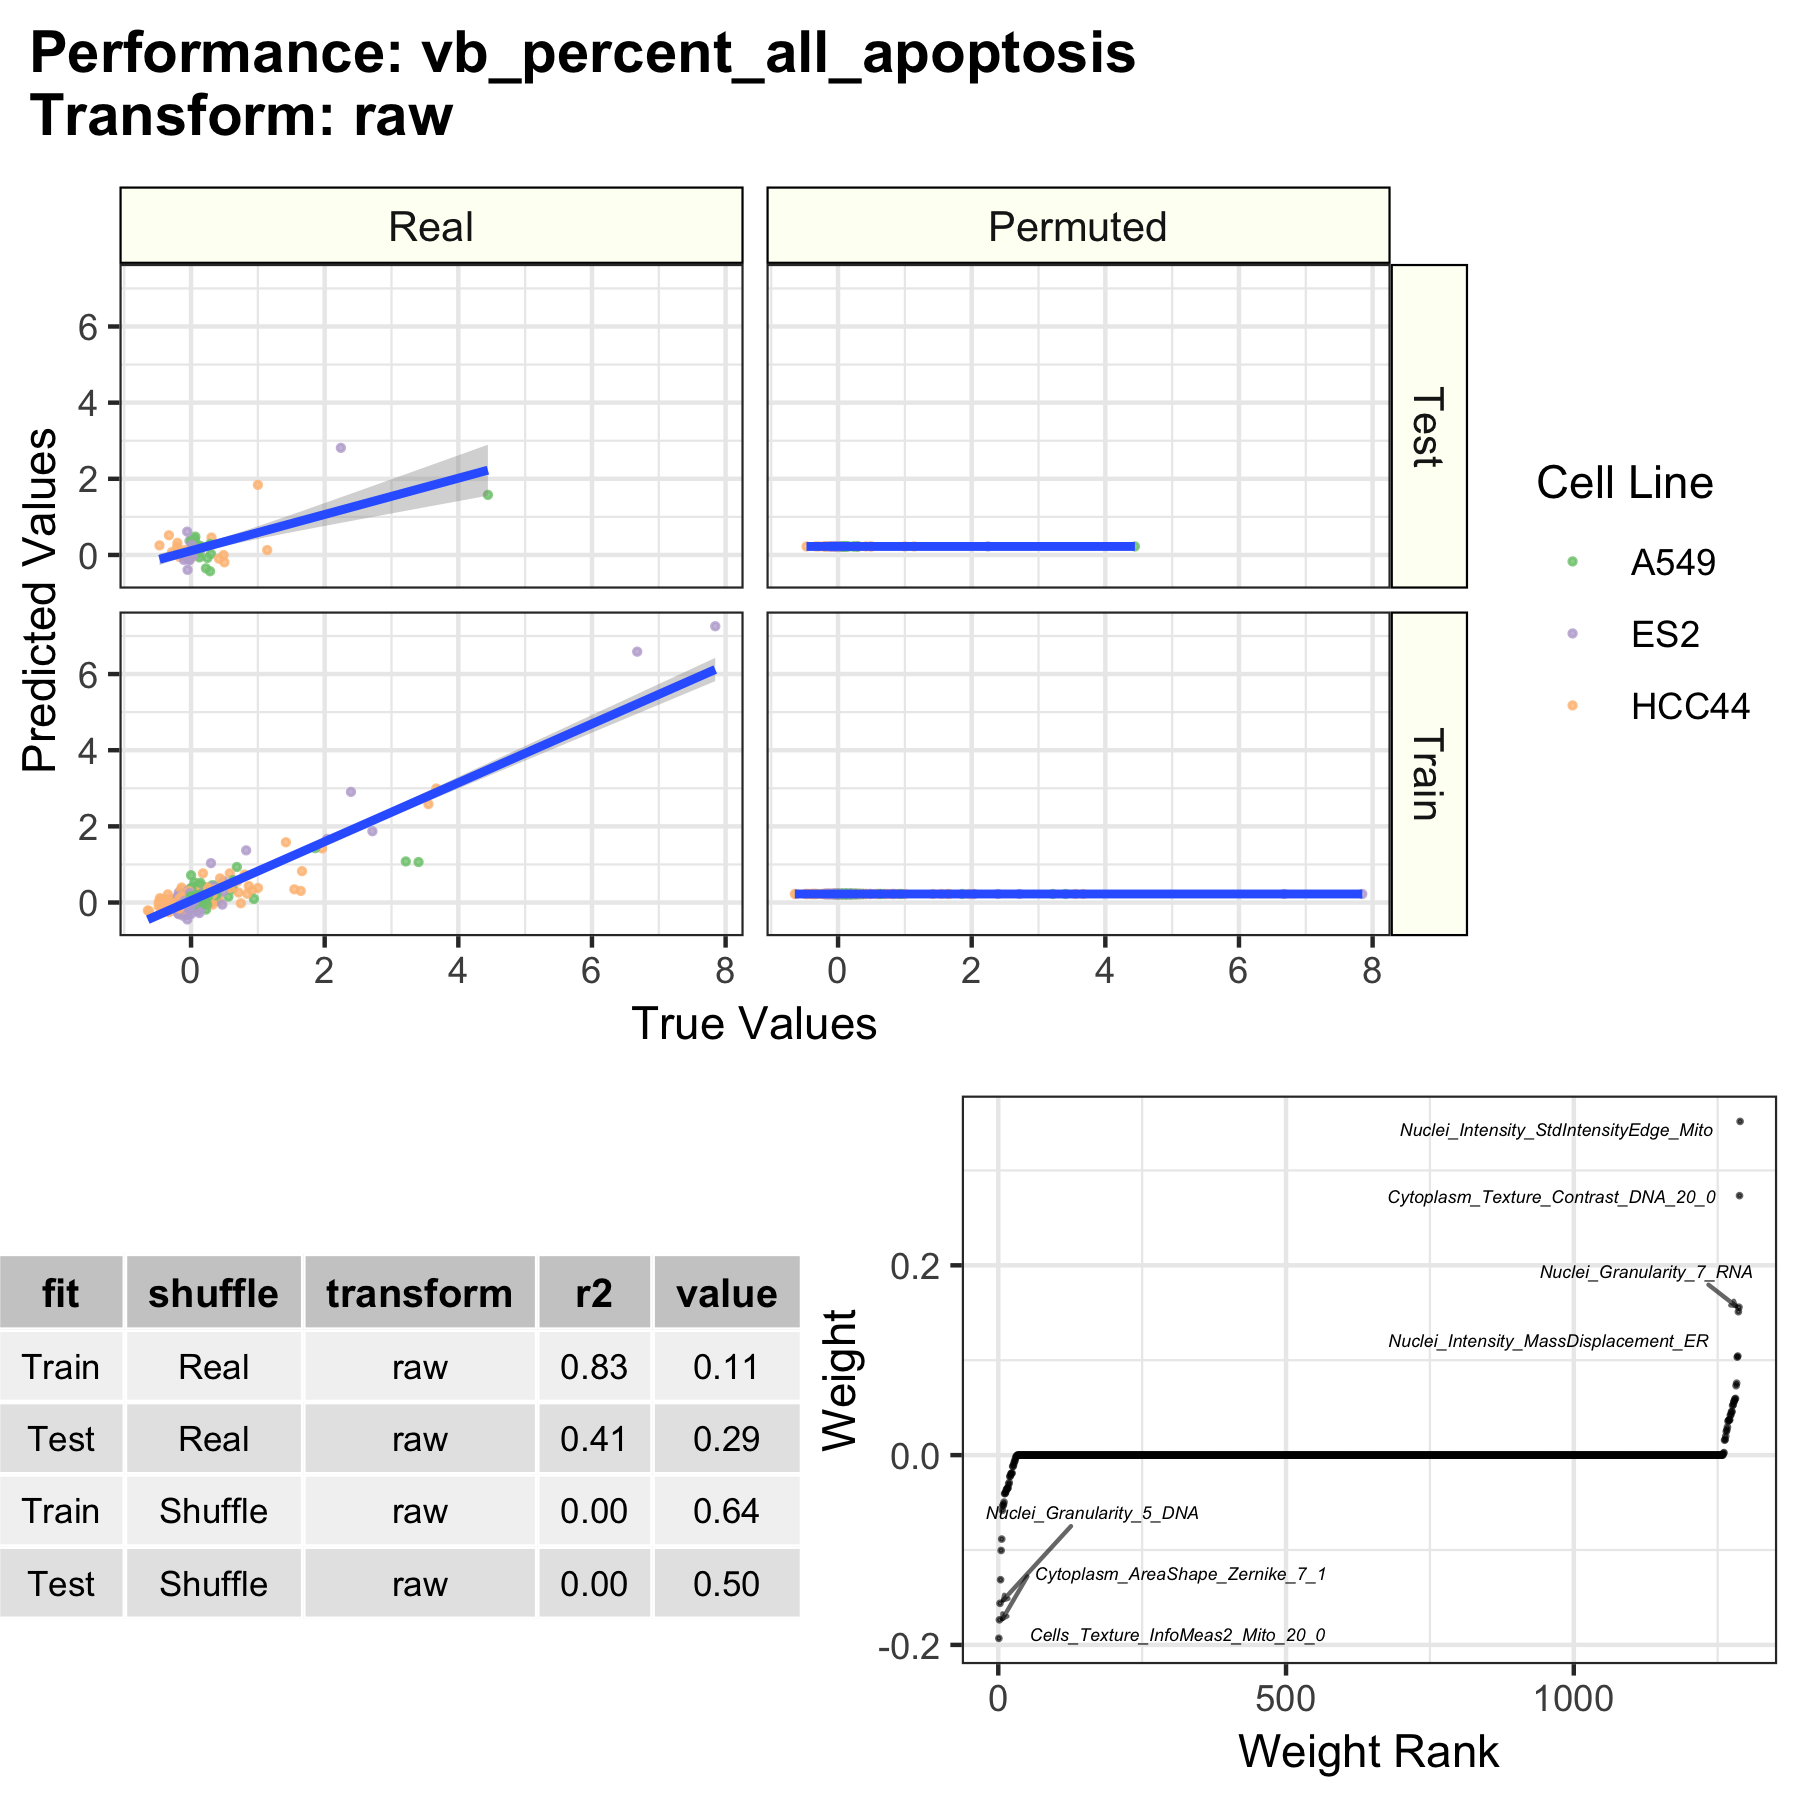 Performance: vb_percent_all_apoptosis
Transform: raw
Real
Permuted
6
4
2
0
Test
6
4
2
0
Train
Predicted Values
0 2 4 6 8
0 2 4 6 8
True Values
Cell Line
A549
ES2
HCC44
fit shuffle transform r2 value
Train Real raw 0.83 0.11
Test Real raw 0.41 0.29
Train Shuffle raw 0.00 0.64
Test Shuffle raw 0.00 0.50
Weight
0.2
0.0
-0.2
Nuclei_Intensity_StdIntensityEdge_Mito
Cytoplasm_Texture_Contrast_DNA_20_0
Nuclei_Granularity_7_RNA
Nuclei_Intensity_MassDisplacement_ER
Nuclei_Granularity_5_DNA
Cytoplasm_AreaShape_Zernike_7_1
Cells_Texture_InfoMeas2_Mito_20_0
0 500 1000
Weight Rank